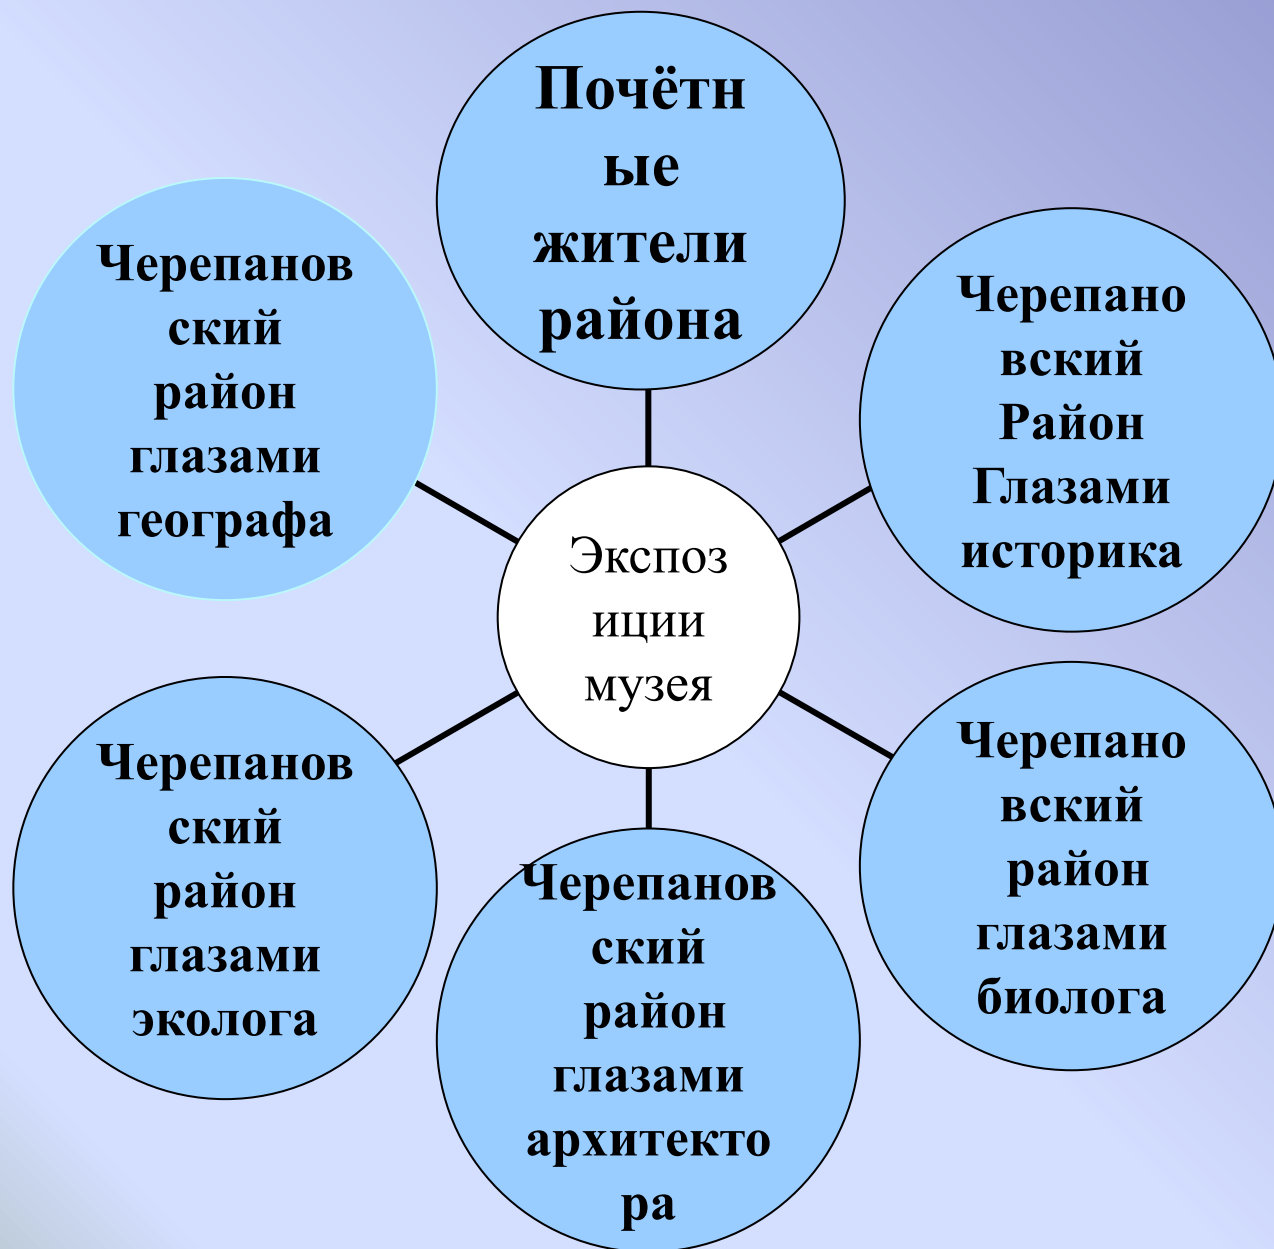 Почётн
ые
жители
района
Черепанов
ский
район
глазами
географа
Черепано
вский
Район
Глазами
историка
Экспоз
иции
музея
Черепанов
ский
район
глазами
эколога
Черепано
вский
район
глазами
биолога
Черепанов
ский
район
глазами
архитекто
ра